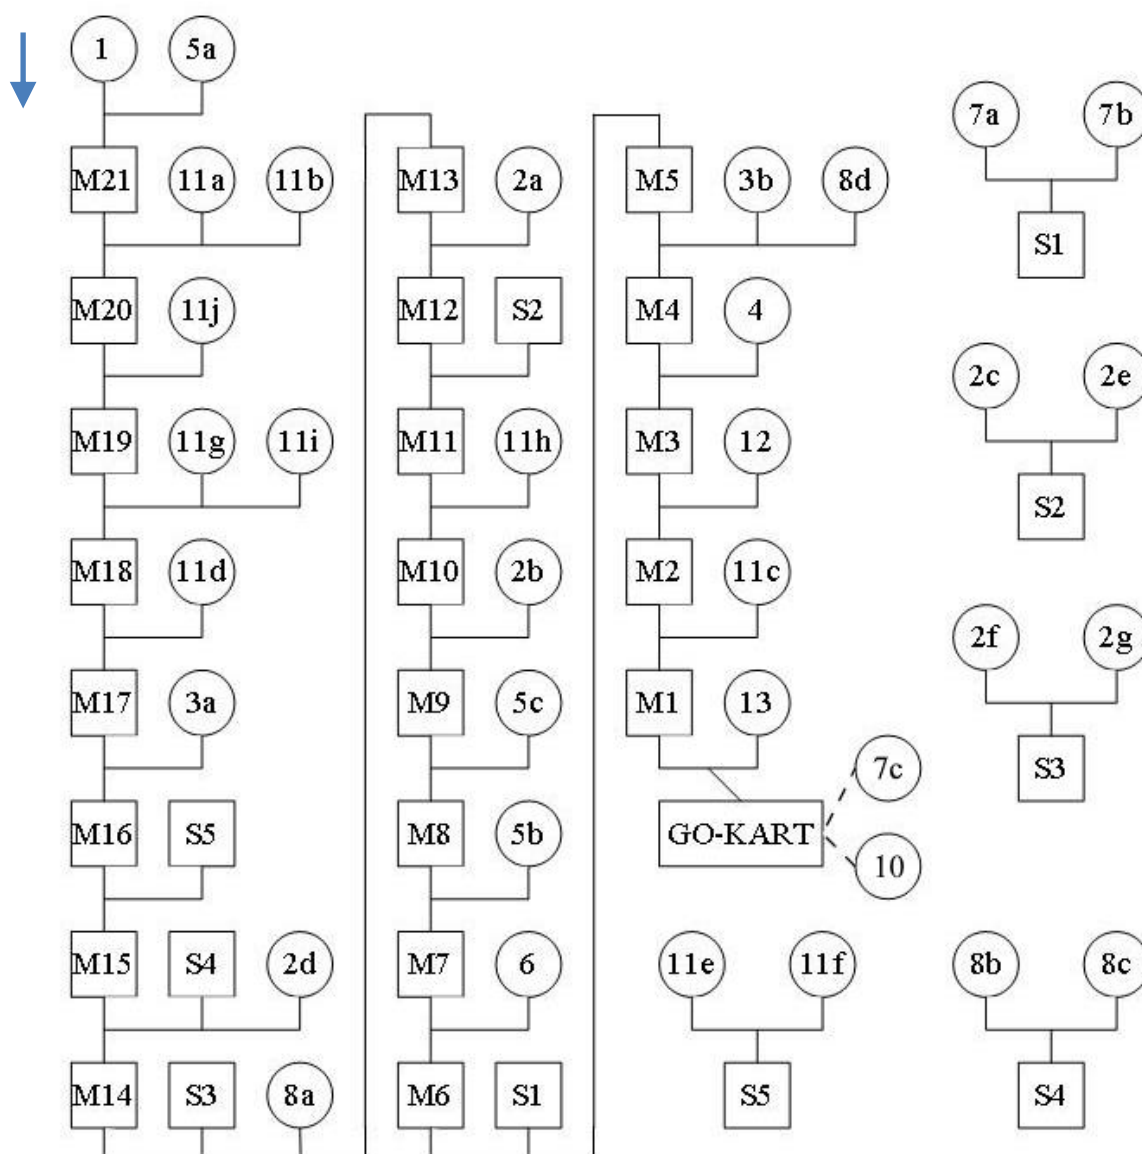 1 5a
M21 11a 11b
M20 11j
M19 11g 11i
M18 11d
M17 3a
M16 S5
M15 S4 2d
M14 S3 8a
M13 2a
M12 S2
M11 11h
M10 2b
M9 5c
M8 5b
M7 6
M6 S1
M5 3b 8d
M4 4
M3 12
M2 11c
M1 13
GO-KART
7c
10
11e 11f
S5
7a 7b
S1
2c 2e
S2
2f 2g
S3
8b 8c
S4